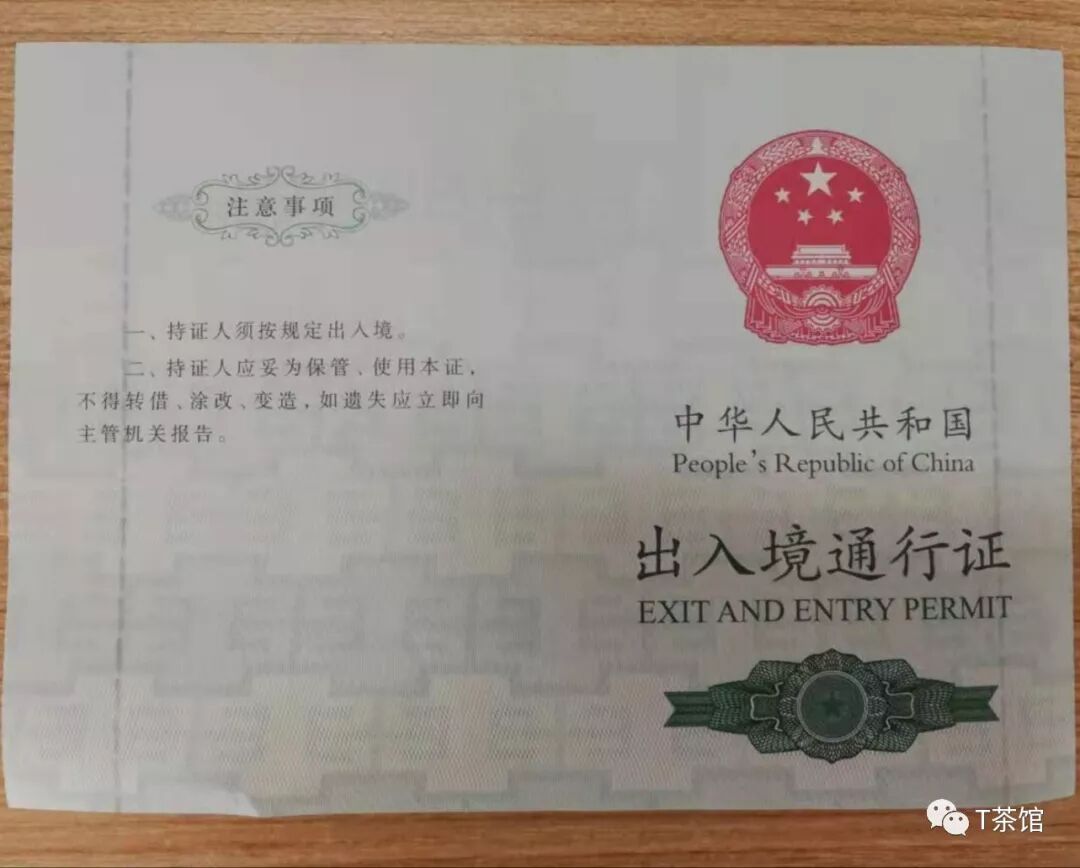 注意事项
一、持证人须按规定出入境。
二、持证人应妥为保管、使用本证，
不得转借、涂改、变造，如遗失应立即向
主管机关报告。
中华人民共和国
People's Republic of China
出入境通行证
EXIT AND ENTRY PERMIT
T茶馆